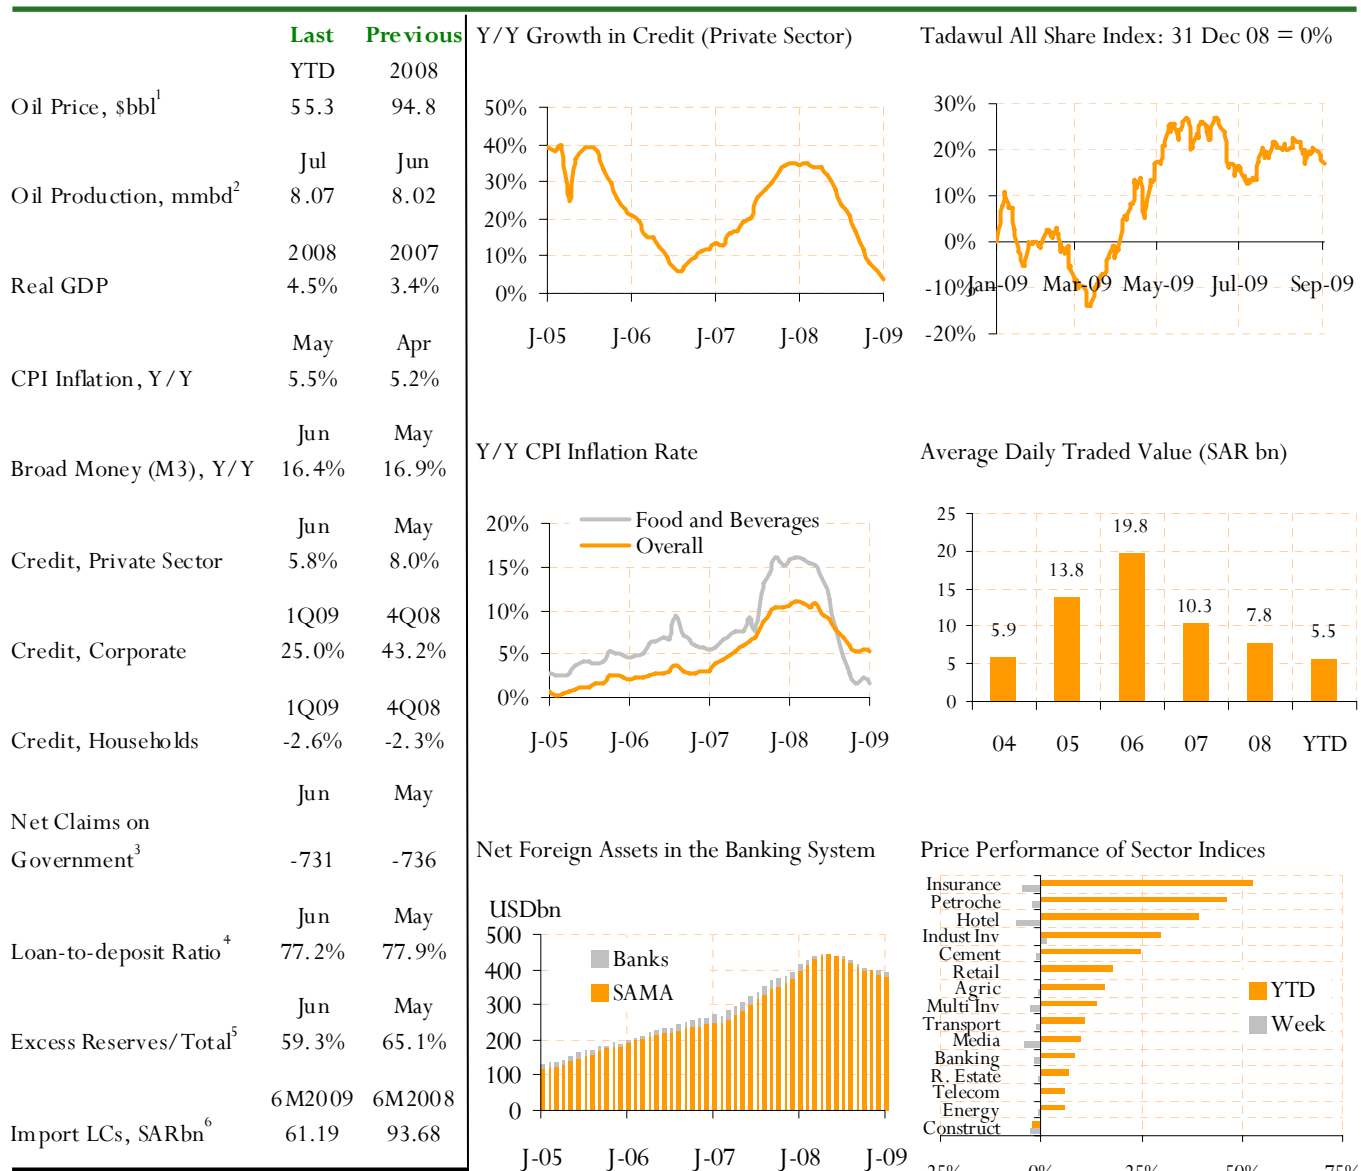 Last Previous
YTD 2008
Oil Price, $bbl1 55.3 94.8
Jul Jun
Oil Production, mmbd2 8.07 8.02
2008 2007
Real GDP 4.5% 3.4%
May Apr
CPI Inflation, Y/Y 5.5% 5.2%
Jun May
Broad Money (M3), Y/Y 16.4% 16.9%
Jun May
Credit, Private Sector 5.8% 8.0%
1Q09 4Q08
Credit, Corporate 25.0% 43.2%
1Q09 4Q08
Credit, Households -2.6% -2.3%
Jun May
Net Claims on
Government3 -731 -736
Jun May
Loan-to-deposit Ratio4 77.2% 77.9%
Jun May
Excess Reserves/Total5 59.3% 65.1%
6M2009 6M2008
Import LCs, SARbn6 61.19 93.68
Y/Y Growth in Credit (Private Sector)
50%
40%
30%
20%
10%
0%
J-05 J-06 J-07 J-08 J-09
Tadawul All Share Index: 31 Dec 08 = 0%
30%
20%
10%
0%
-10%
Jan-09 Mar-09 May-09 Jul-09 Sep-09
-20%
Y/Y CPI Inflation Rate
20%
15%
10%
5%
0%
Food and Beverages
Overall
J-05 J-06 J-07 J-08 J-09
Average Daily Traded Value (SAR bn)
25
20
15
10
5
0
5.9 13.8 19.8 10.3 7.8 5.5
04 05 06 07 08 YTD
Net Foreign Assets in the Banking System
USDbn
500
400
300
200
100
0
Banks
SAMA
J-05 J-06 J-07 J-08 J-09
Price Performance of Sector Indices
Insurance
Petroche
Hotel
Indust Inv
Cement
Retail
Agric
Multi Inv
Transport
Media
Banking
R. Estate
Telecom
Energy
Construct
YTD
Week
-25% 0% 25% 50% 75%